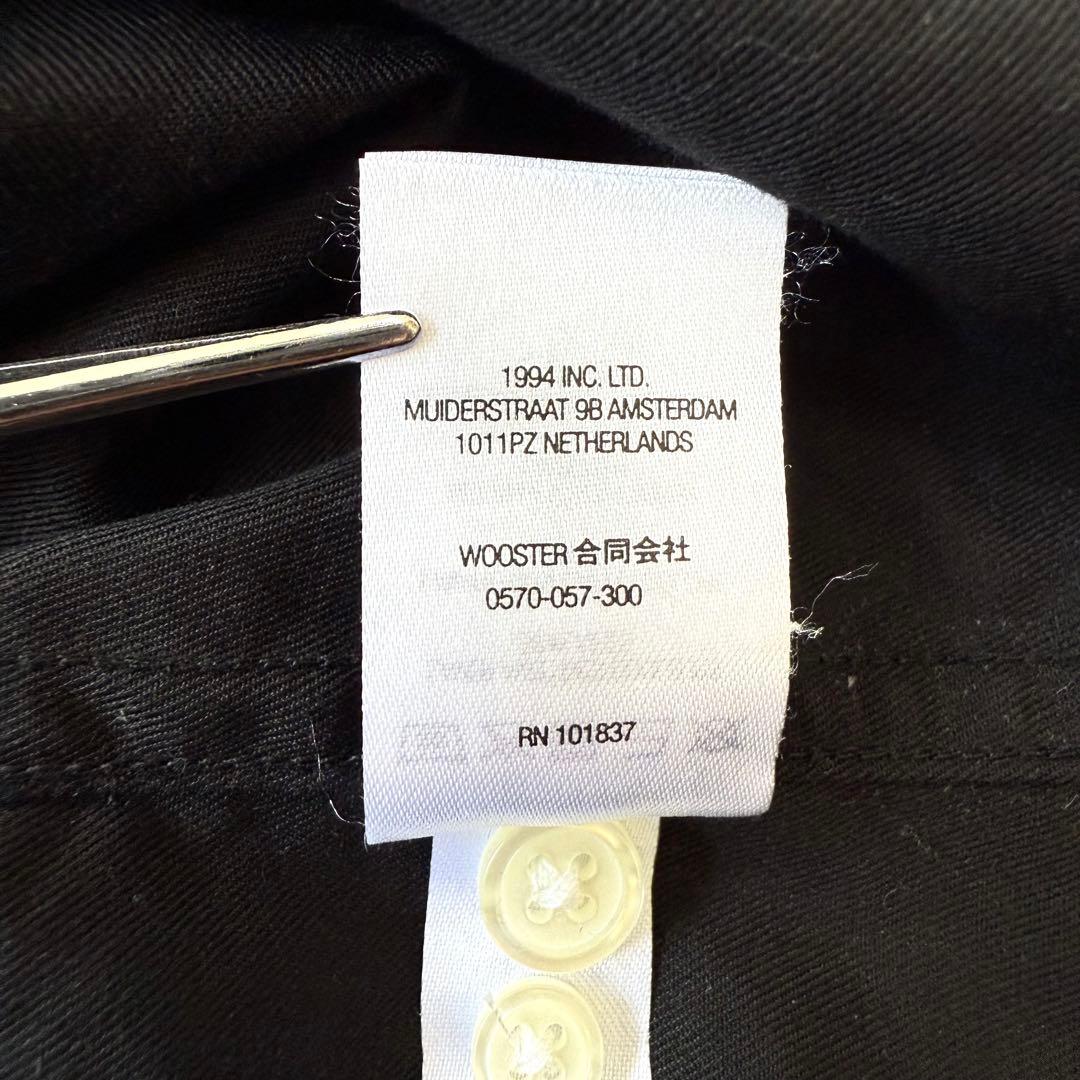 1994 INC. LTD.
MUIDERSTRAAT 9B AMSTERDAM
1011PZ NETHERLANDS
WOOSTER 合同会社
0570-057-300
RN 101837